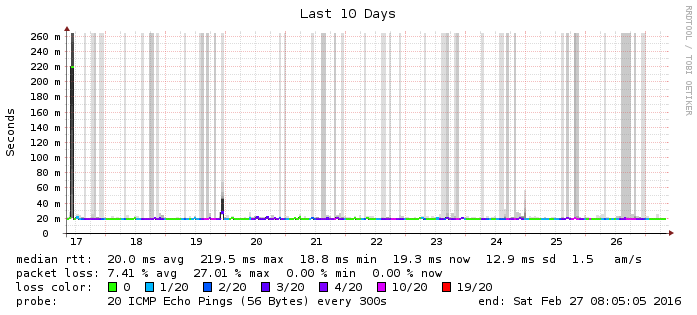 Last 10 Days
RRDTOOL / TOBI OETIKER
Seconds
260 m
240 m
220 m
200 m
180 m
160 m
140 m
120 m
100 m
80 m
60 m
40 m
20 m
0
17 18 19 20 21 22 23 24 25 26
median rtt: 20.0 ms avg 219.5 ms max 18.8 ms min 19.3 ms now 12.9 ms sd 1.5 am/s
packet loss: 7.41 % avg 27.01 % max 0.00 % min 0.00 % now
loss color: 0 1/20 2/20 3/20 4/20 10/20 19/20
probe: 20 ICMP Echo Pings (56 Bytes) every 300s end: Sat Feb 27 08:05:05 2016